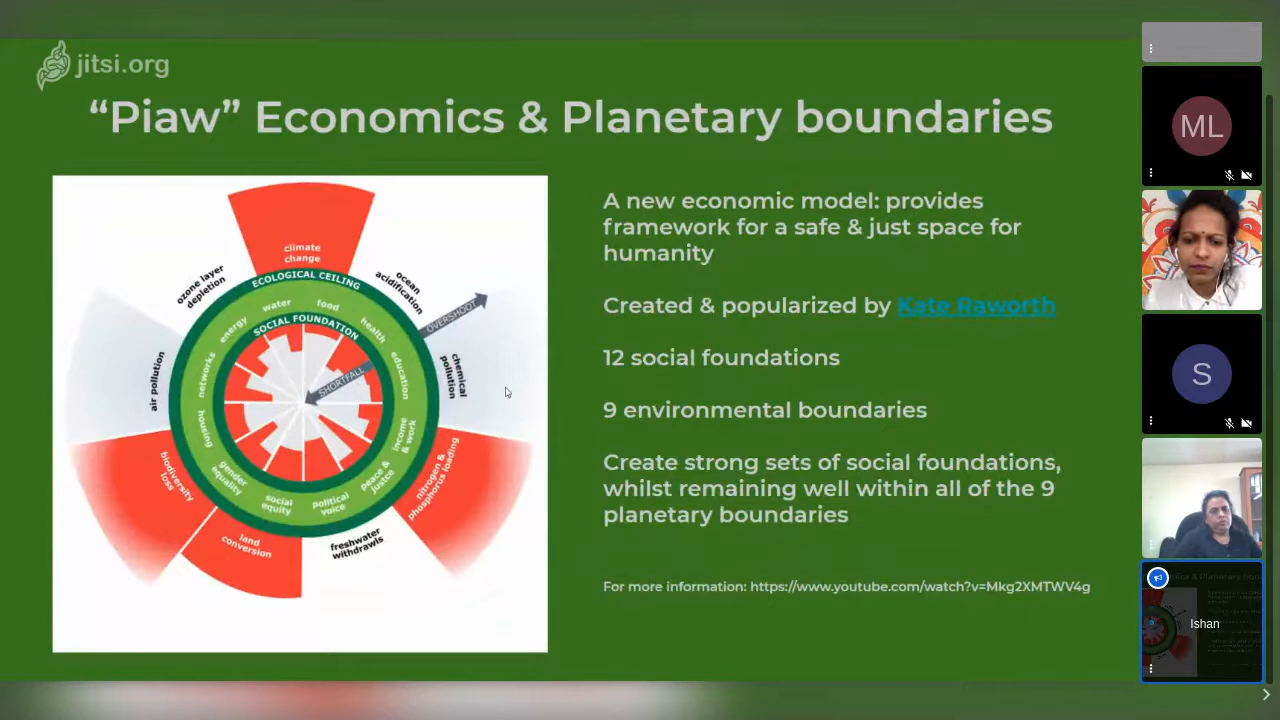 jitsi.org
“Piaw” Economics & Planetary boundaries
climate
change
ozone layer
depletion
ocean
acidification
ECOLOGICAL CEILING
water
food
energy
health
SOCIAL FOUNDATION
OVERSHOOT
SHORTFALL
networks
education
air pollution
chemical
pollution
housing
income
& work
gender
equality
peace &
justice
social
equity
political
voice
biodiversity
loss
nitrogen &
phosphorus loading
land
conversion
freshwater
withdrawls
A new economic model: provides
framework for a safe & just space for
humanity
Created & popularized by Kate Raworth
12 social foundations
9 environmental boundaries
Create strong sets of social foundations,
whilst remaining well within all of the 9
planetary boundaries
For more information: https://www.youtube.com/watch?v=Mkg2XMTWV4g
ML
S
Ishan